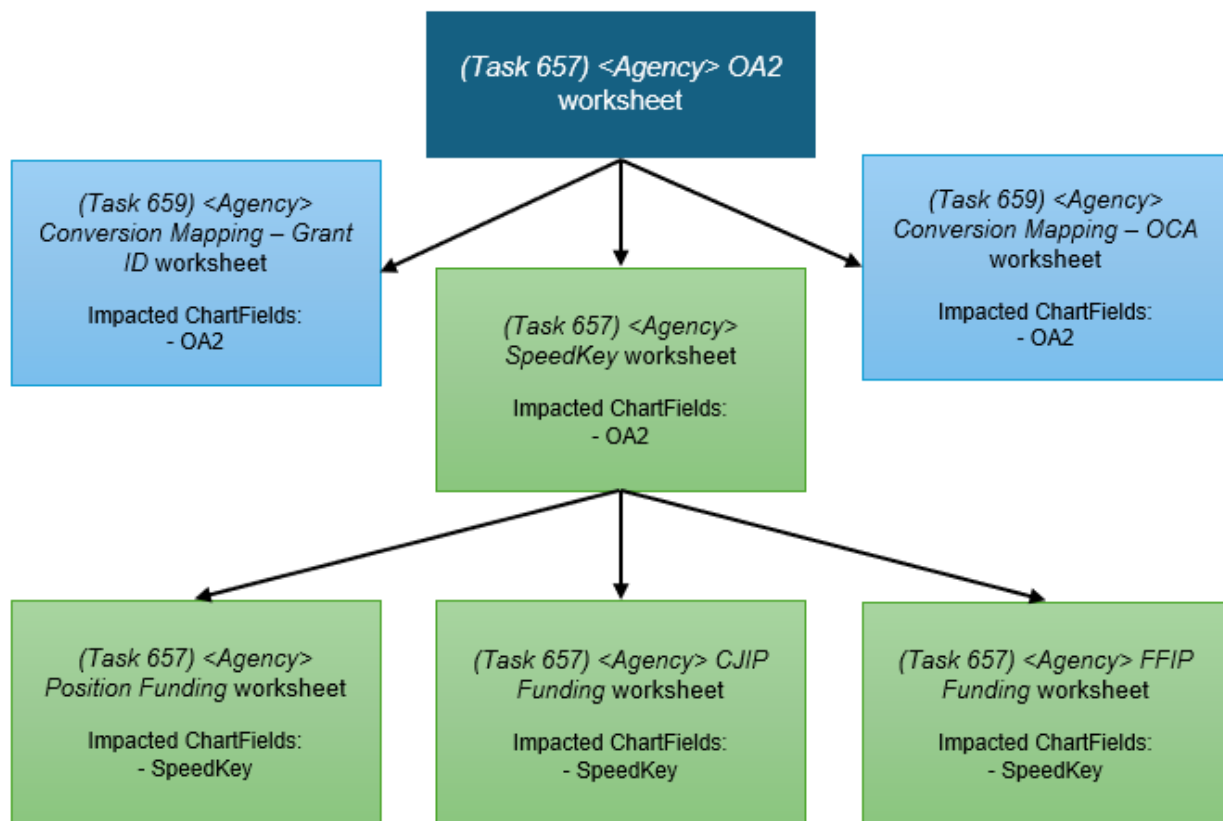 (Task 657) <Agency> OA2
worksheet
(Task 659) <Agency>
Conversion Mapping – Grant
ID worksheet
Impacted ChartFields:
- OA2
(Task 657) <Agency>
SpeedKey worksheet
Impacted ChartFields:
- OA2
(Task 659) <Agency>
Conversion Mapping – OCA
worksheet
Impacted ChartFields:
- OA2
(Task 657) <Agency>
Position Funding worksheet
Impacted ChartFields:
- SpeedKey
(Task 657) <Agency> CJIP
Funding worksheet
Impacted ChartFields:
- SpeedKey
(Task 657) <Agency> FFIP
Funding worksheet
Impacted ChartFields:
- SpeedKey